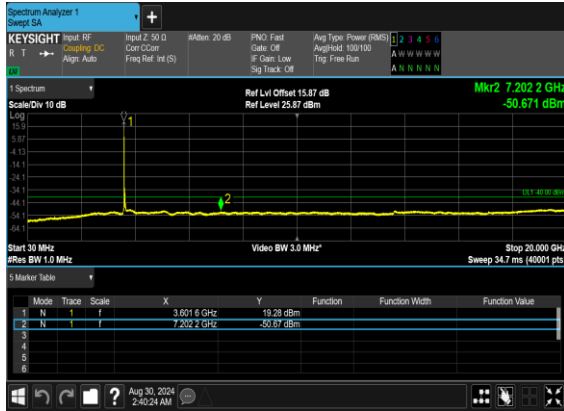 Spectrum Analyzer 1
Swept SA
+
KEYSIGHT Input: RF Input Z: 50 Ω #Atten: 20 dB PNO: Fast Avg Type: Power (RMS) 1 2 3 4 5 6
R T Coupling: DC Corr CCorr Gate: Off Avg|Hold: 100/100 A W W W W W
Align: Auto Freq Ref: Int (S) IF Gain: Low Trig: Free Run
Sig Track: Off A N N N N N
LU
1 Spectrum Ref Lvl Offset 15.87 dB Mkr2 7.202 2 GHz
Scale/Div 10 dB Ref Level 25.87 dBm -50.671 dBm
Log
15.9
5.87
-4.13
-14.1
-24.1
-34.1
-44.1
-54.1
-64.1
1
2
DL1 -40.00 dBm
Start 30 MHz Video BW 3.0 MHz* Stop 20.000 GHz
#Res BW 1.0 MHz Sweep 34.7 ms (40001 pts)
5 Marker Table
Mode Trace Scale X Y Function Function Width Function Value
1 N 1 f 3.601 6 GHz 19.28 dBm
2 N 1 f 7.202 2 GHz -50.67 dBm
3
4
5
6
? Aug 30, 2024
2:40:24 AM